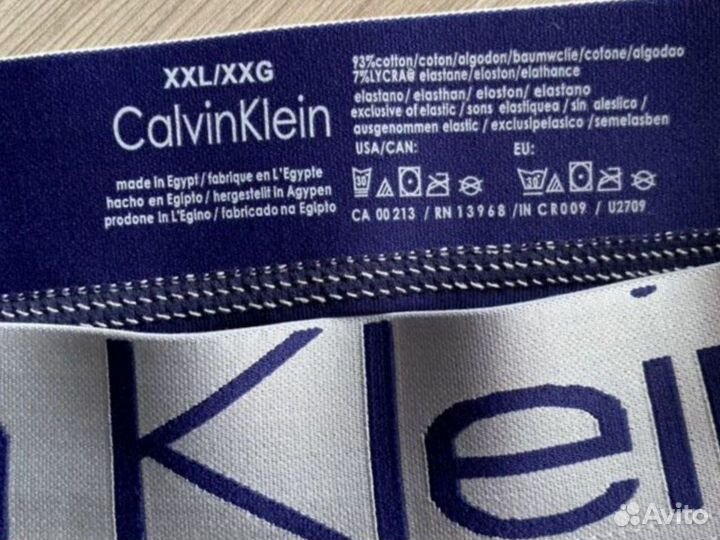 XXL/XXG
CalvinKlein
made in Egypt / fabrique en L'Egypte
hacho en Egipto / hergestellt in Agypen
prodone in L'Egino / fabricado na Egipto
93%cotton/coton/algodon/baumwclie/cofone/algodao
7%LYCRA® elastane/eloston/elathance
elastano/elasthan/ eloston/ elastano
exclusive of elastic / sons elastiquea / sin aleslico /
ausgenommen elastic / exclusipelasico / semelasben
USA/CAN: EU:
30 30°
CA 00213 / RN 13968 /IN CR009 / U2709
Klein
Avito